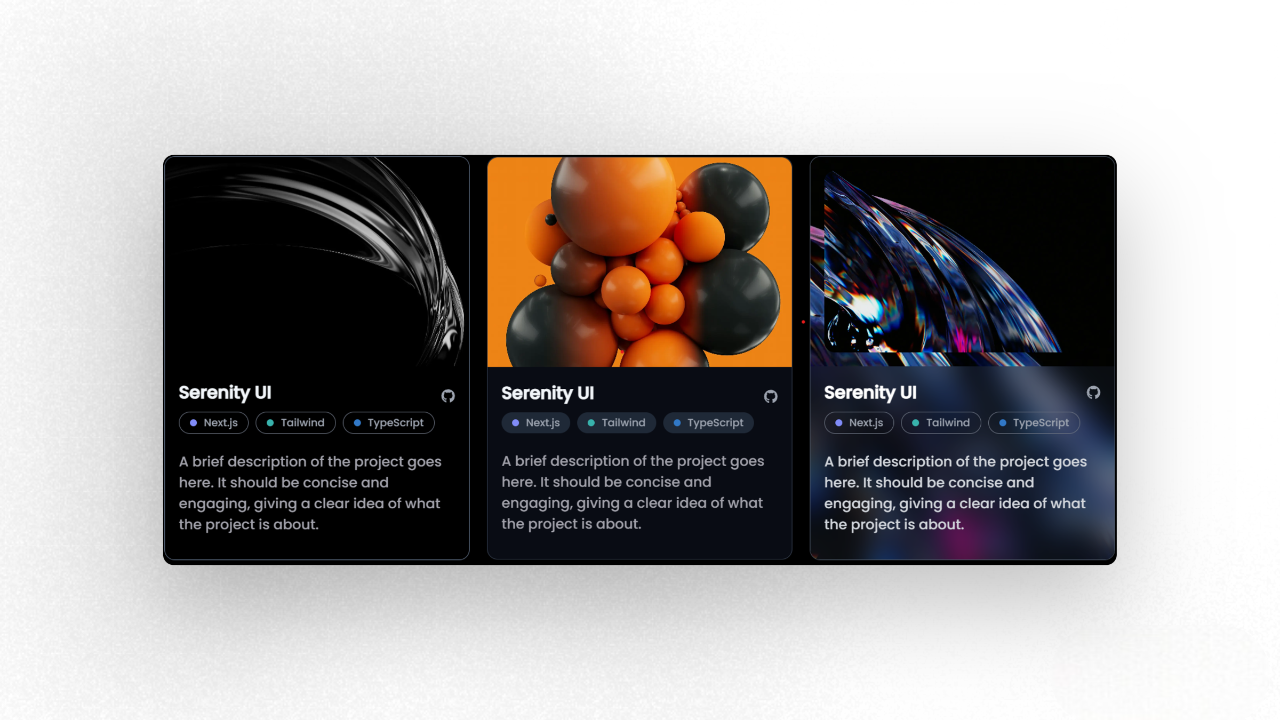 Serenity UI
Next.js Tailwind TypeScript
A brief description of the project goes
here. It should be concise and
engaging, giving a clear idea of what
the project is about.
Serenity UI
Next.js Tailwind TypeScript
A brief description of the project goes
here. It should be concise and
engaging, giving a clear idea of what
the project is about.
Serenity UI
Next.js Tailwind TypeScript
A brief description of the project goes
here. It should be concise and
engaging, giving a clear idea of what
the project is about.